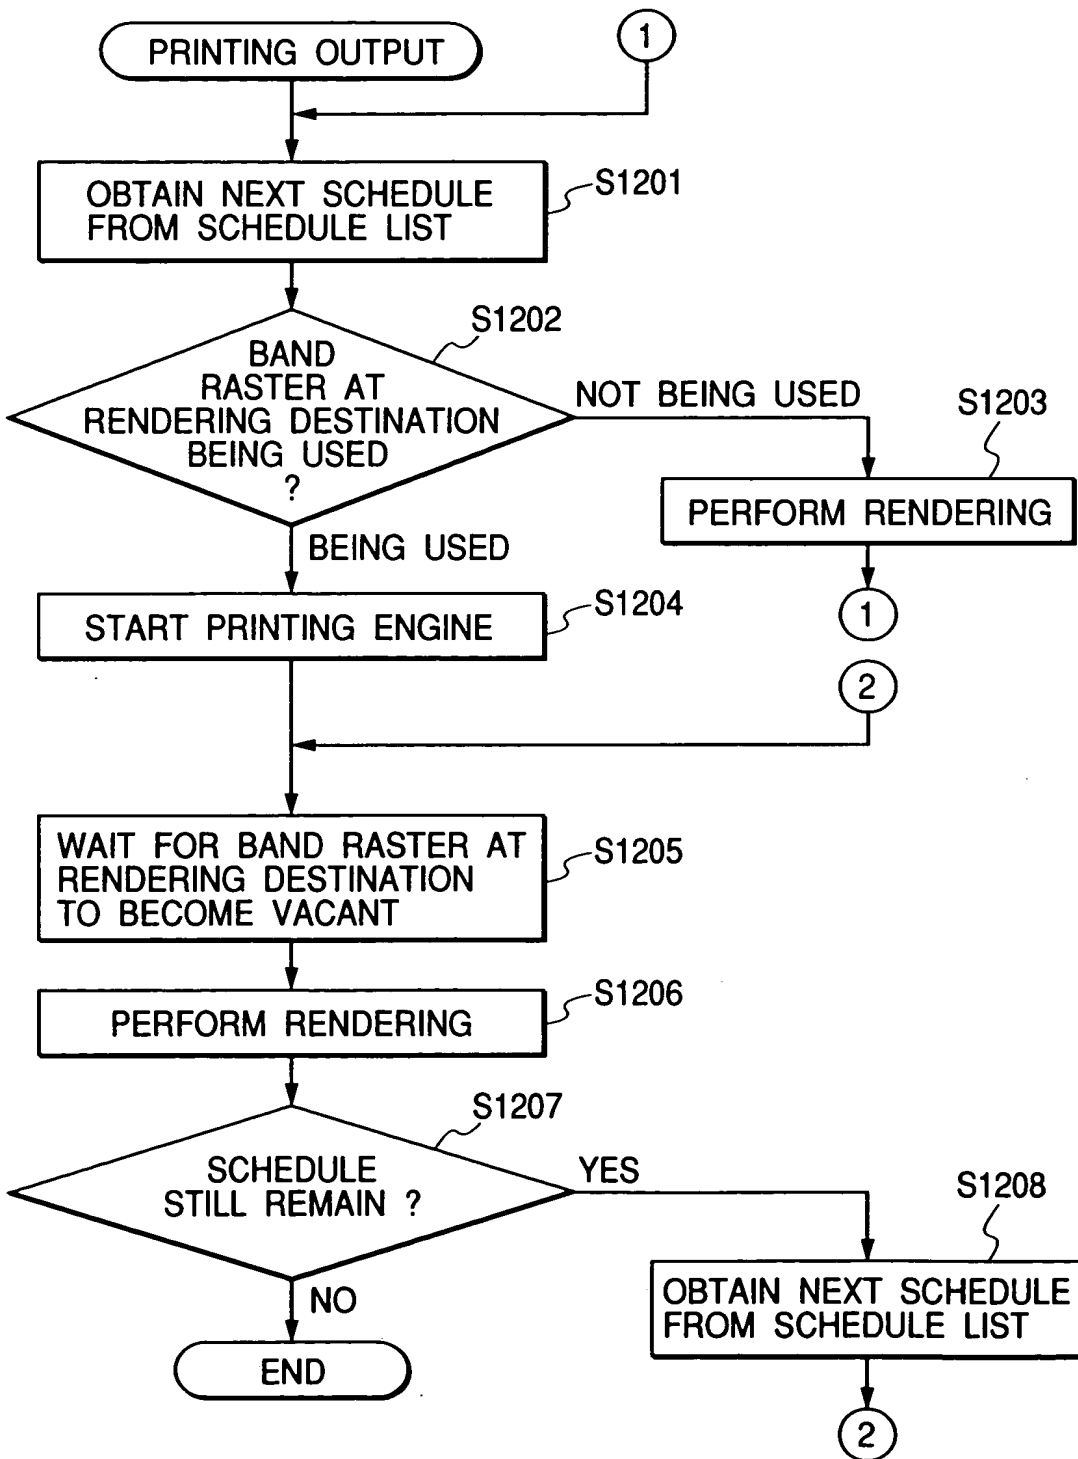 PRINTING OUTPUT
1
OBTAIN NEXT SCHEDULE
FROM SCHEDULE LIST
S1201
S1202
BAND
RASTER AT
RENDERING DESTINATION
BEING USED
?
NOT BEING USED
S1203
PERFORM RENDERING
1
BEING USED
START PRINTING ENGINE
S1204
2
WAIT FOR BAND RASTER AT
RENDERING DESTINATION
TO BECOME VACANT
S1205
PERFORM RENDERING
S1206
S1207
SCHEDULE
STILL REMAIN ?
YES
S1208
OBTAIN NEXT SCHEDULE
FROM SCHEDULE LIST
2
NO
END